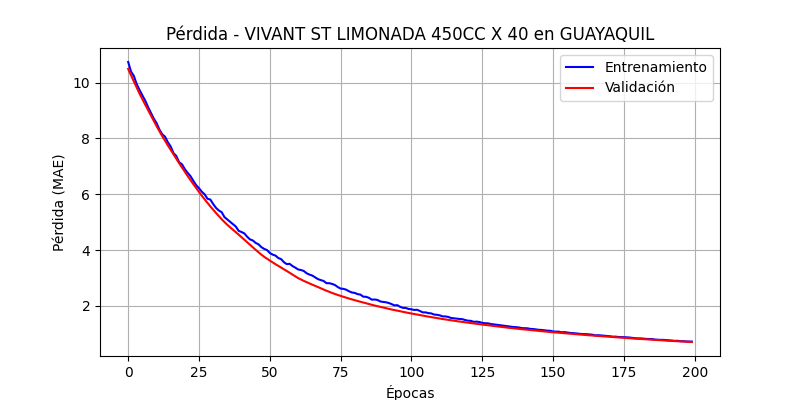 Pérdida - VIVANT ST LIMONADA 450CC X 40 en GUAYAQUIL
Entrenamiento
Validación
Pérdida (MAE)
10
8
6
4
2
0 25 50 75 100 125 150 175 200
Épocas